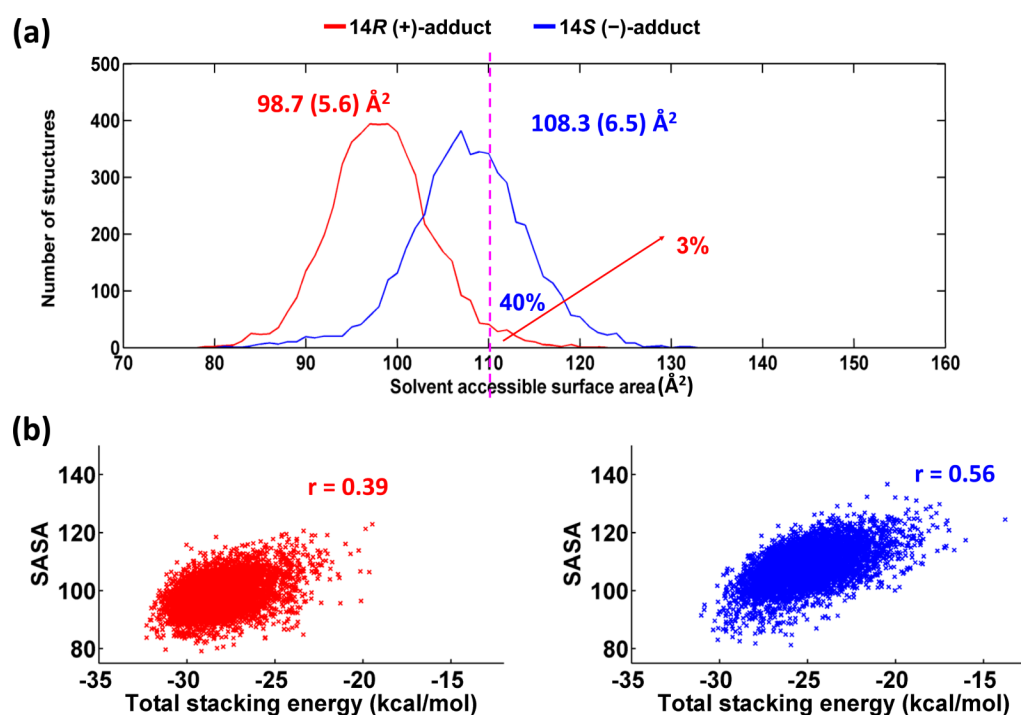 (a)
14R (+)-adduct 14S (−)-adduct
98.7 (5.6) Å²
108.3 (6.5) Å²
3%
40%
Number of structures
500
400
300
200
100
0
70 80 90 100 110 120 130 140 150 160
Solvent accessible surface area(Å²)
(b)
r = 0.39
SASA
140
120
100
80
-35 -30 -25 -20 -15
Total stacking energy (kcal/mol)
r = 0.56
SASA
140
120
100
80
-35 -30 -25 -20 -15
Total stacking energy (kcal/mol)